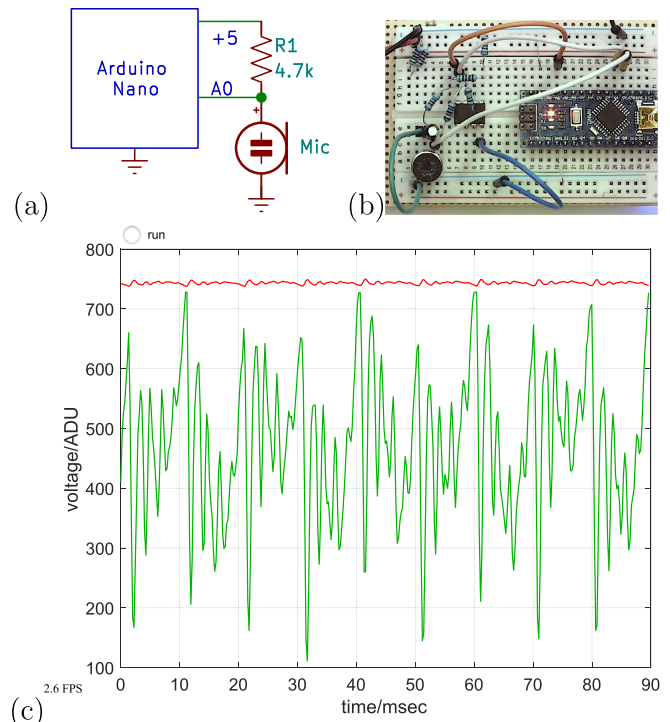 +5
R1
4.7k
Arduino
Nano
A0
+
Mic
(a)
(b)
run
800
700
600
500
400
300
200
100
voltage/ADU
0 10 20 30 40 50 60 70 80 90
time/msec
2.6 FPS
(c)